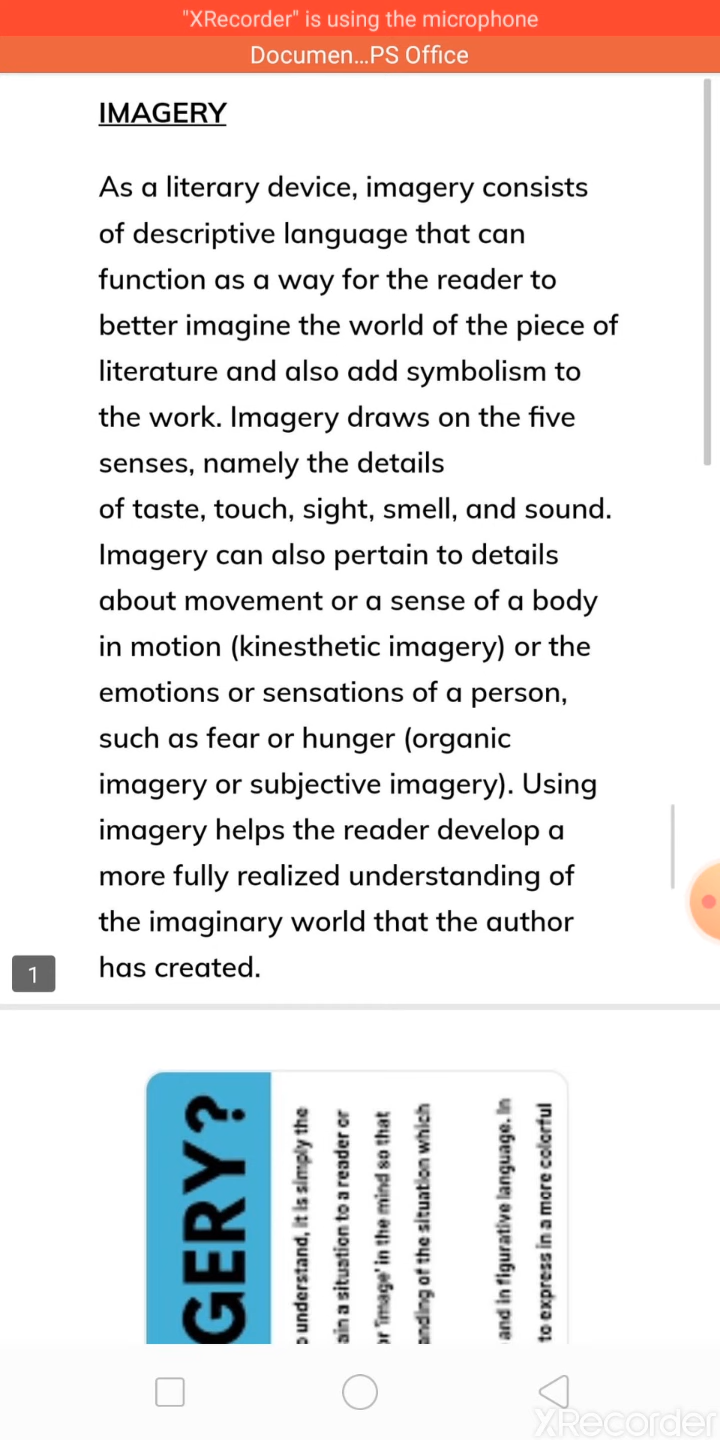 "XRecorder" is using the microphone
Documen...PS Office
IMAGERY
As a literary device, imagery consists
of descriptive language that can
function as a way for the reader to
better imagine the world of the piece of
literature and also add symbolism to
the work. Imagery draws on the five
senses, namely the details
of taste, touch, sight, smell, and sound.
Imagery can also pertain to details
about movement or a sense of a body
in motion (kinesthetic imagery) or the
emotions or sensations of a person,
such as fear or hunger (organic
imagery or subjective imagery). Using
imagery helps the reader develop a
more fully realized understanding of
the imaginary world that the author
has created.
1
GERY?
understand, it is simply the
ain a situation to a reader or
or 'image' in the mind so that
anding of the situation which
and in figurative language. In
to express in a more colorful
XRecorder